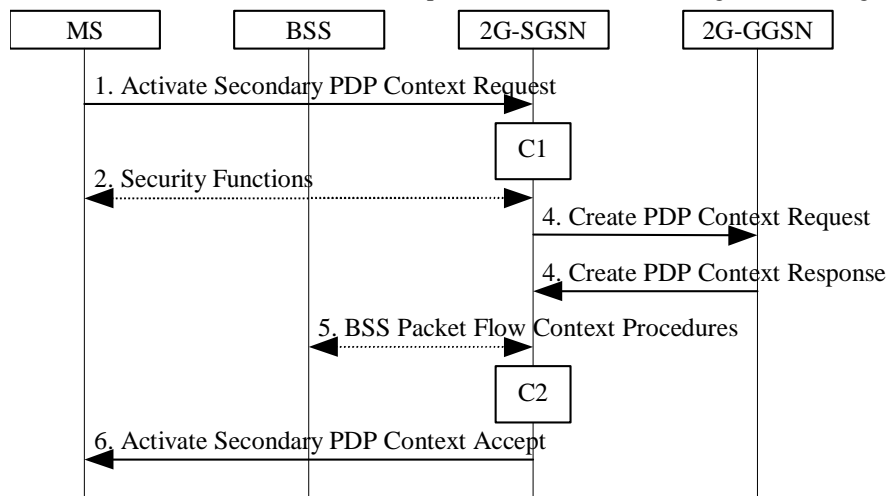 MS BSS 2G-SGSN 2G-GGSN
1. Activate Secondary PDP Context Request
C1
2. Security Functions
4. Create PDP Context Request
4. Create PDP Context Response
5. BSS Packet Flow Context Procedures
C2
6. Activate Secondary PDP Context Accept